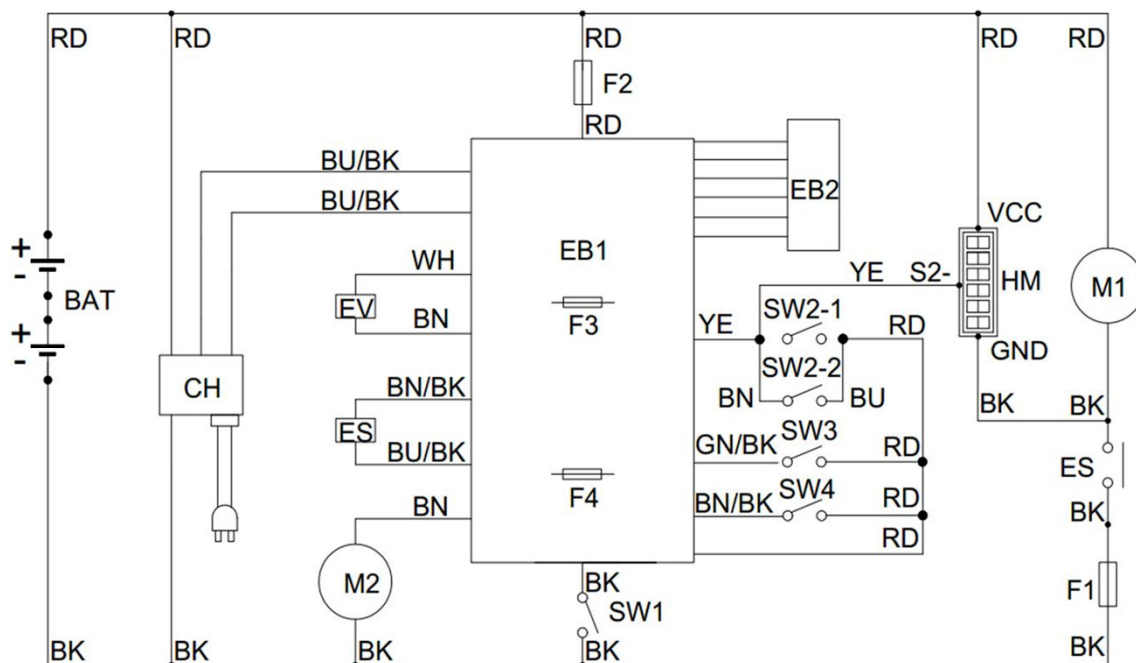 RD RD RD RD RD
F2
RD
BU/BK
EB2
BU/BK
VCC
WH EB1
YE S2- HM
+
- BAT EV M1
F3 SW2-1
BN YE RD
+
- GND
SW2-2
CH BN/BK BN BU BK BK
ES GN/BK SW3 RD
BU/BK ES
F4 BN/BK SW4 RD
BN BK
RD
M2 BK F1
SW1
BK BK BK BK BK